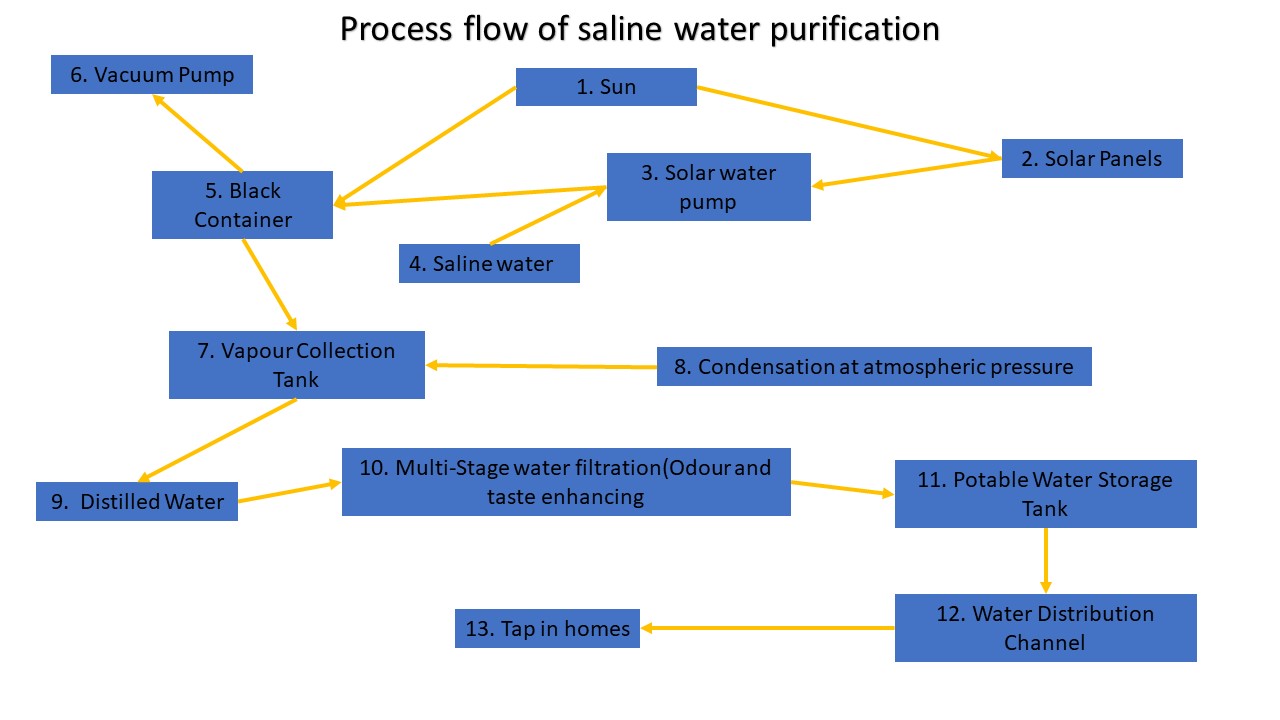 Process flow of saline water purification
6. Vacuum Pump
1. Sun
2. Solar Panels
3. Solar water
pump
5. Black
Container
4. Saline water
7. Vapour Collection
Tank
8. Condensation at atmospheric pressure
9. Distilled Water
10. Multi-Stage water filtration(Odour and
taste enhancing
11. Potable Water Storage
Tank
12. Water Distribution
Channel
13. Tap in homes